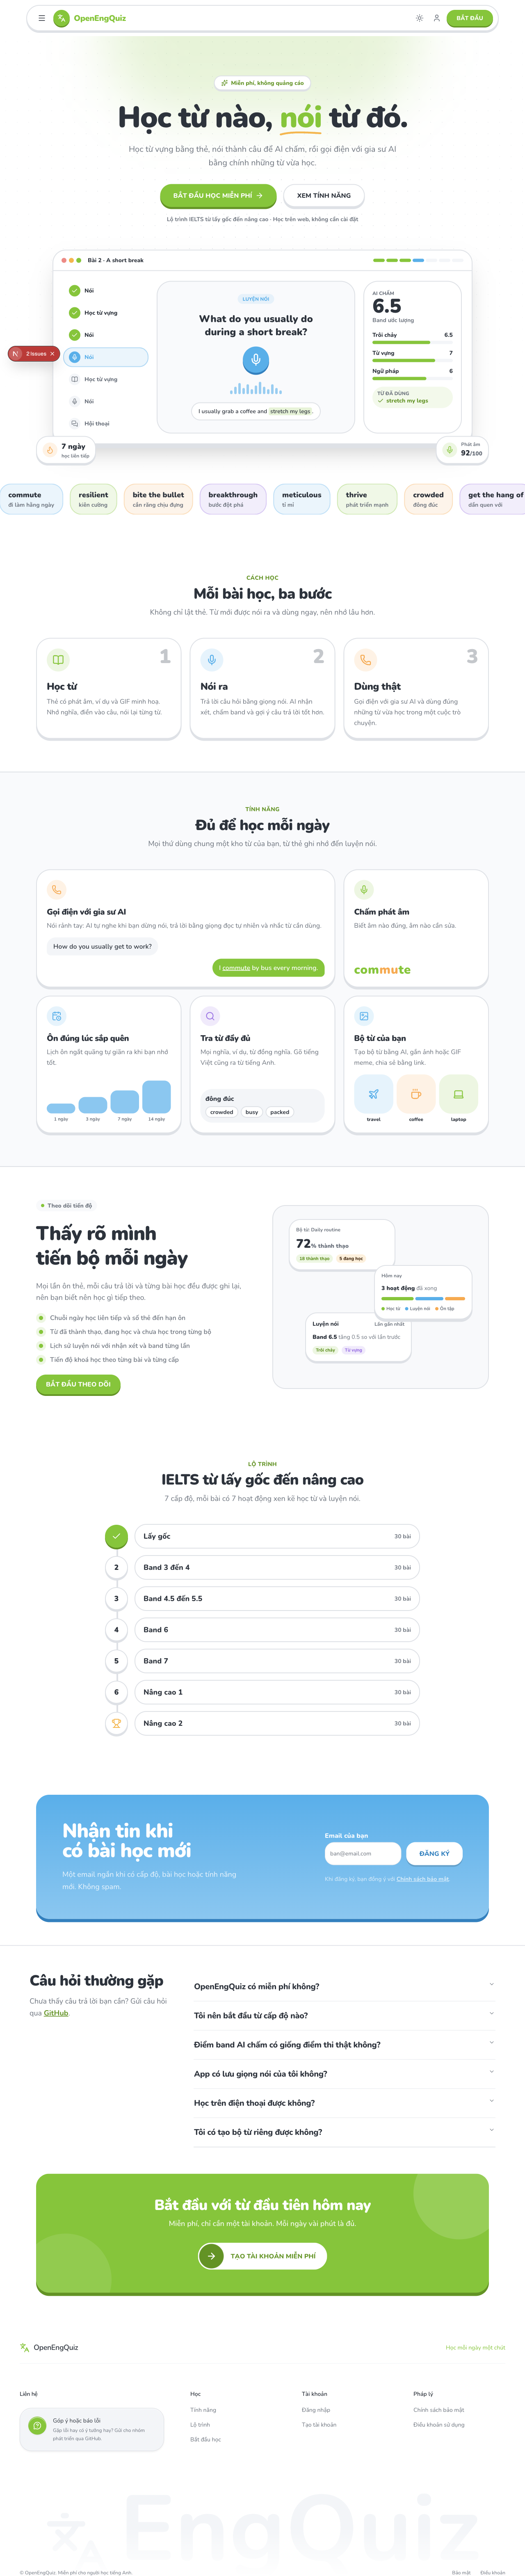 OpenEngQuiz
BẮT ĐẦU
Miễn phí, không quảng cáo
Học từ nào, nói từ đó.
Học từ vựng bằng thẻ, nói thành câu để AI chấm, rồi gọi điện với gia sư AI
bằng chính những từ vừa học.
BẮT ĐẦU HỌC MIỄN PHÍ
XEM TÍNH NĂNG
Lộ trình IELTS từ lấy gốc đến nâng cao · Học trên web, không cần cài đặt
Bài 2 · A short break
Nói
Học từ vựng
Nói
Nói
Học từ vựng
Nói
Hội thoại
2 Issues
LUYỆN NÓI
What do you usually do
during a short break?
I usually grab a coffee and stretch my legs.
AI CHẤM
6.5
Band ước lượng
Trôi chảy 6.5
Từ vựng 7
Ngữ pháp 6
TỪ ĐÃ DÙNG
stretch my legs
7 ngày
học liên tiếp
Phát âm
92/100
commute
đi làm hằng ngày
resilient
kiên cường
bite the bullet
cắn răng chịu đựng
breakthrough
bước đột phá
meticulous
tỉ mỉ
thrive
phát triển mạnh
crowded
đông đúc
get the hang of
dần quen với
CÁCH HỌC
Mỗi bài học, ba bước
Không chỉ lật thẻ. Từ mới được nói ra và dùng ngay, nên nhớ lâu hơn.
1
Học từ
Thẻ có phát âm, ví dụ và GIF minh hoạ.
Nhớ nghĩa, điền vào câu, nói lại từng từ.
2
Nói ra
Trả lời câu hỏi bằng giọng nói. AI nhận
xét, chấm band và gợi ý câu trả lời tốt hơn.
3
Dùng thật
Gọi điện với gia sư AI và dùng đúng
những từ vừa học trong một cuộc trò
chuyện.
TÍNH NĂNG
Đủ để học mỗi ngày
Mọi thứ dùng chung một kho từ của bạn, từ thẻ ghi nhớ đến luyện nói.
Gọi điện với gia sư AI
Nói rảnh tay: AI tự nghe khi bạn dừng nói, trả lời bằng giọng đọc tự nhiên và nhắc từ cần dùng.
How do you usually get to work?
I commute by bus every morning.
Chấm phát âm
Biết âm nào đúng, âm nào cần sửa.
commute
Ôn đúng lúc sắp quên
Lịch ôn ngắt quãng tự giãn ra khi bạn nhớ
tốt.
1 ngày
3 ngày
7 ngày
14 ngày
Tra từ đầy đủ
Mọi nghĩa, ví dụ, từ đồng nghĩa. Gõ tiếng
Việt cũng ra từ tiếng Anh.
đông đúc
crowded busy packed
Bộ từ của bạn
Tạo bộ từ bằng AI, gắn ảnh hoặc GIF
meme, chia sẻ bằng link.
travel
coffee
laptop
Theo dõi tiến độ
Thấy rõ mình
tiến bộ mỗi ngày
Mọi lần ôn thẻ, mỗi câu trả lời và từng bài học đều được ghi lại,
nên bạn biết nên học gì tiếp theo.
Chuỗi ngày học liên tiếp và số thẻ đến hạn ôn
Từ đã thành thạo, đang học và chưa học trong từng bộ
Lịch sử luyện nói với nhận xét và band từng lần
Tiến độ khoá học theo từng bài và từng cấp
BẮT ĐẦU THEO DÕI
Bộ từ: Daily routine
72% thành thạo
18 thành thạo
5 đang học
Hôm nay
3 hoạt động đã xong
Học từ Luyện nói Ôn tập
Luyện nói Lần gần nhất
Band 6.5 tăng 0.5 so với lần trước
Trôi chảy Từ vựng
LỘ TRÌNH
IELTS từ lấy gốc đến nâng cao
7 cấp độ, mỗi bài có 7 hoạt động xen kẽ học từ và luyện nói.
Lấy gốc 30 bài
2 Band 3 đến 4 30 bài
3 Band 4.5 đến 5.5 30 bài
4 Band 6 30 bài
5 Band 7 30 bài
6 Nâng cao 1 30 bài
Nâng cao 2 30 bài
Nhận tin khi
có bài học mới
Một email ngắn khi có cấp độ, bài học hoặc tính năng
mới. Không spam.
Email của bạn
ban@email.com
ĐĂNG KÝ
Khi đăng ký, bạn đồng ý với Chính sách bảo mật.
Câu hỏi thường gặp
Chưa thấy câu trả lời bạn cần? Gửi câu hỏi
qua GitHub.
OpenEngQuiz có miễn phí không?
Tôi nên bắt đầu từ cấp độ nào?
Điểm band AI chấm có giống điểm thi thật không?
App có lưu giọng nói của tôi không?
Học trên điện thoại được không?
Tôi có tạo bộ từ riêng được không?
Bắt đầu với từ đầu tiên hôm nay
Miễn phí, chỉ cần một tài khoản. Mỗi ngày vài phút là đủ.
TẠO TÀI KHOẢN MIỄN PHÍ
OpenEngQuiz
Học mỗi ngày một chút
Liên hệ
Góp ý hoặc báo lỗi
Gặp lỗi hay có ý tưởng hay? Gửi cho nhóm
phát triển qua GitHub
Học
Tính năng
Lộ trình
Bắt đầu học
Tài khoản
Đăng nhập
Tạo tài khoản
Pháp lý
Chính sách bảo mật
Điều khoản sử dụng
EngQuiz
© OpenEngQuiz. Miễn phí cho người học tiếng Anh.
Bảo mật
Điều khoản